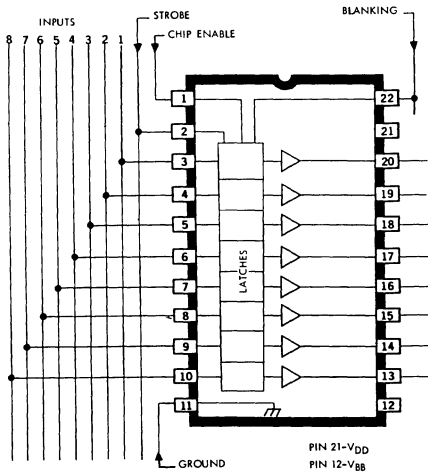 INPUTS
STROBE
BLANKING
8 7 6 5 4 3 2 1
CHIP ENABLE
1
22
2
21
3
20
4
19
5
18
6
17
LATCHES
7
16
8
15
9
14
10
13
11
12
PIN 21-VDD
GROUND
PIN 12-VBB